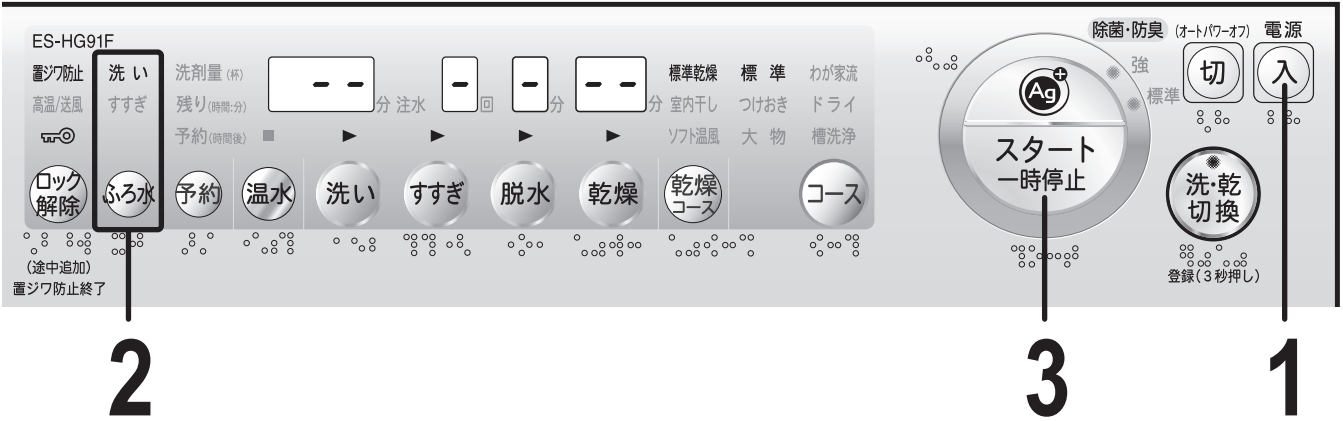 ES-HG91F
除菌・防臭 (オートパワーオフ) 電源
置ジワ防止 洗い 洗剤量(杯) 標準乾燥 標準 わが家流 強 切 入
高温/送風 すすぎ 残り(時間:分) -- 分 注水 - 回 - 分 -- 分 室内干し つけおき ドライ Ag+ 標準
予約(時間後) ソフト温風 大物 槽洗浄
スタート
一時停止
ロック解除 ふろ水 予約 温水 洗い すすぎ 脱水 乾燥 乾燥コース コース 洗・乾切換
(途中追加)
置ジワ防止終了
登録(3秒押し)
2 3 1